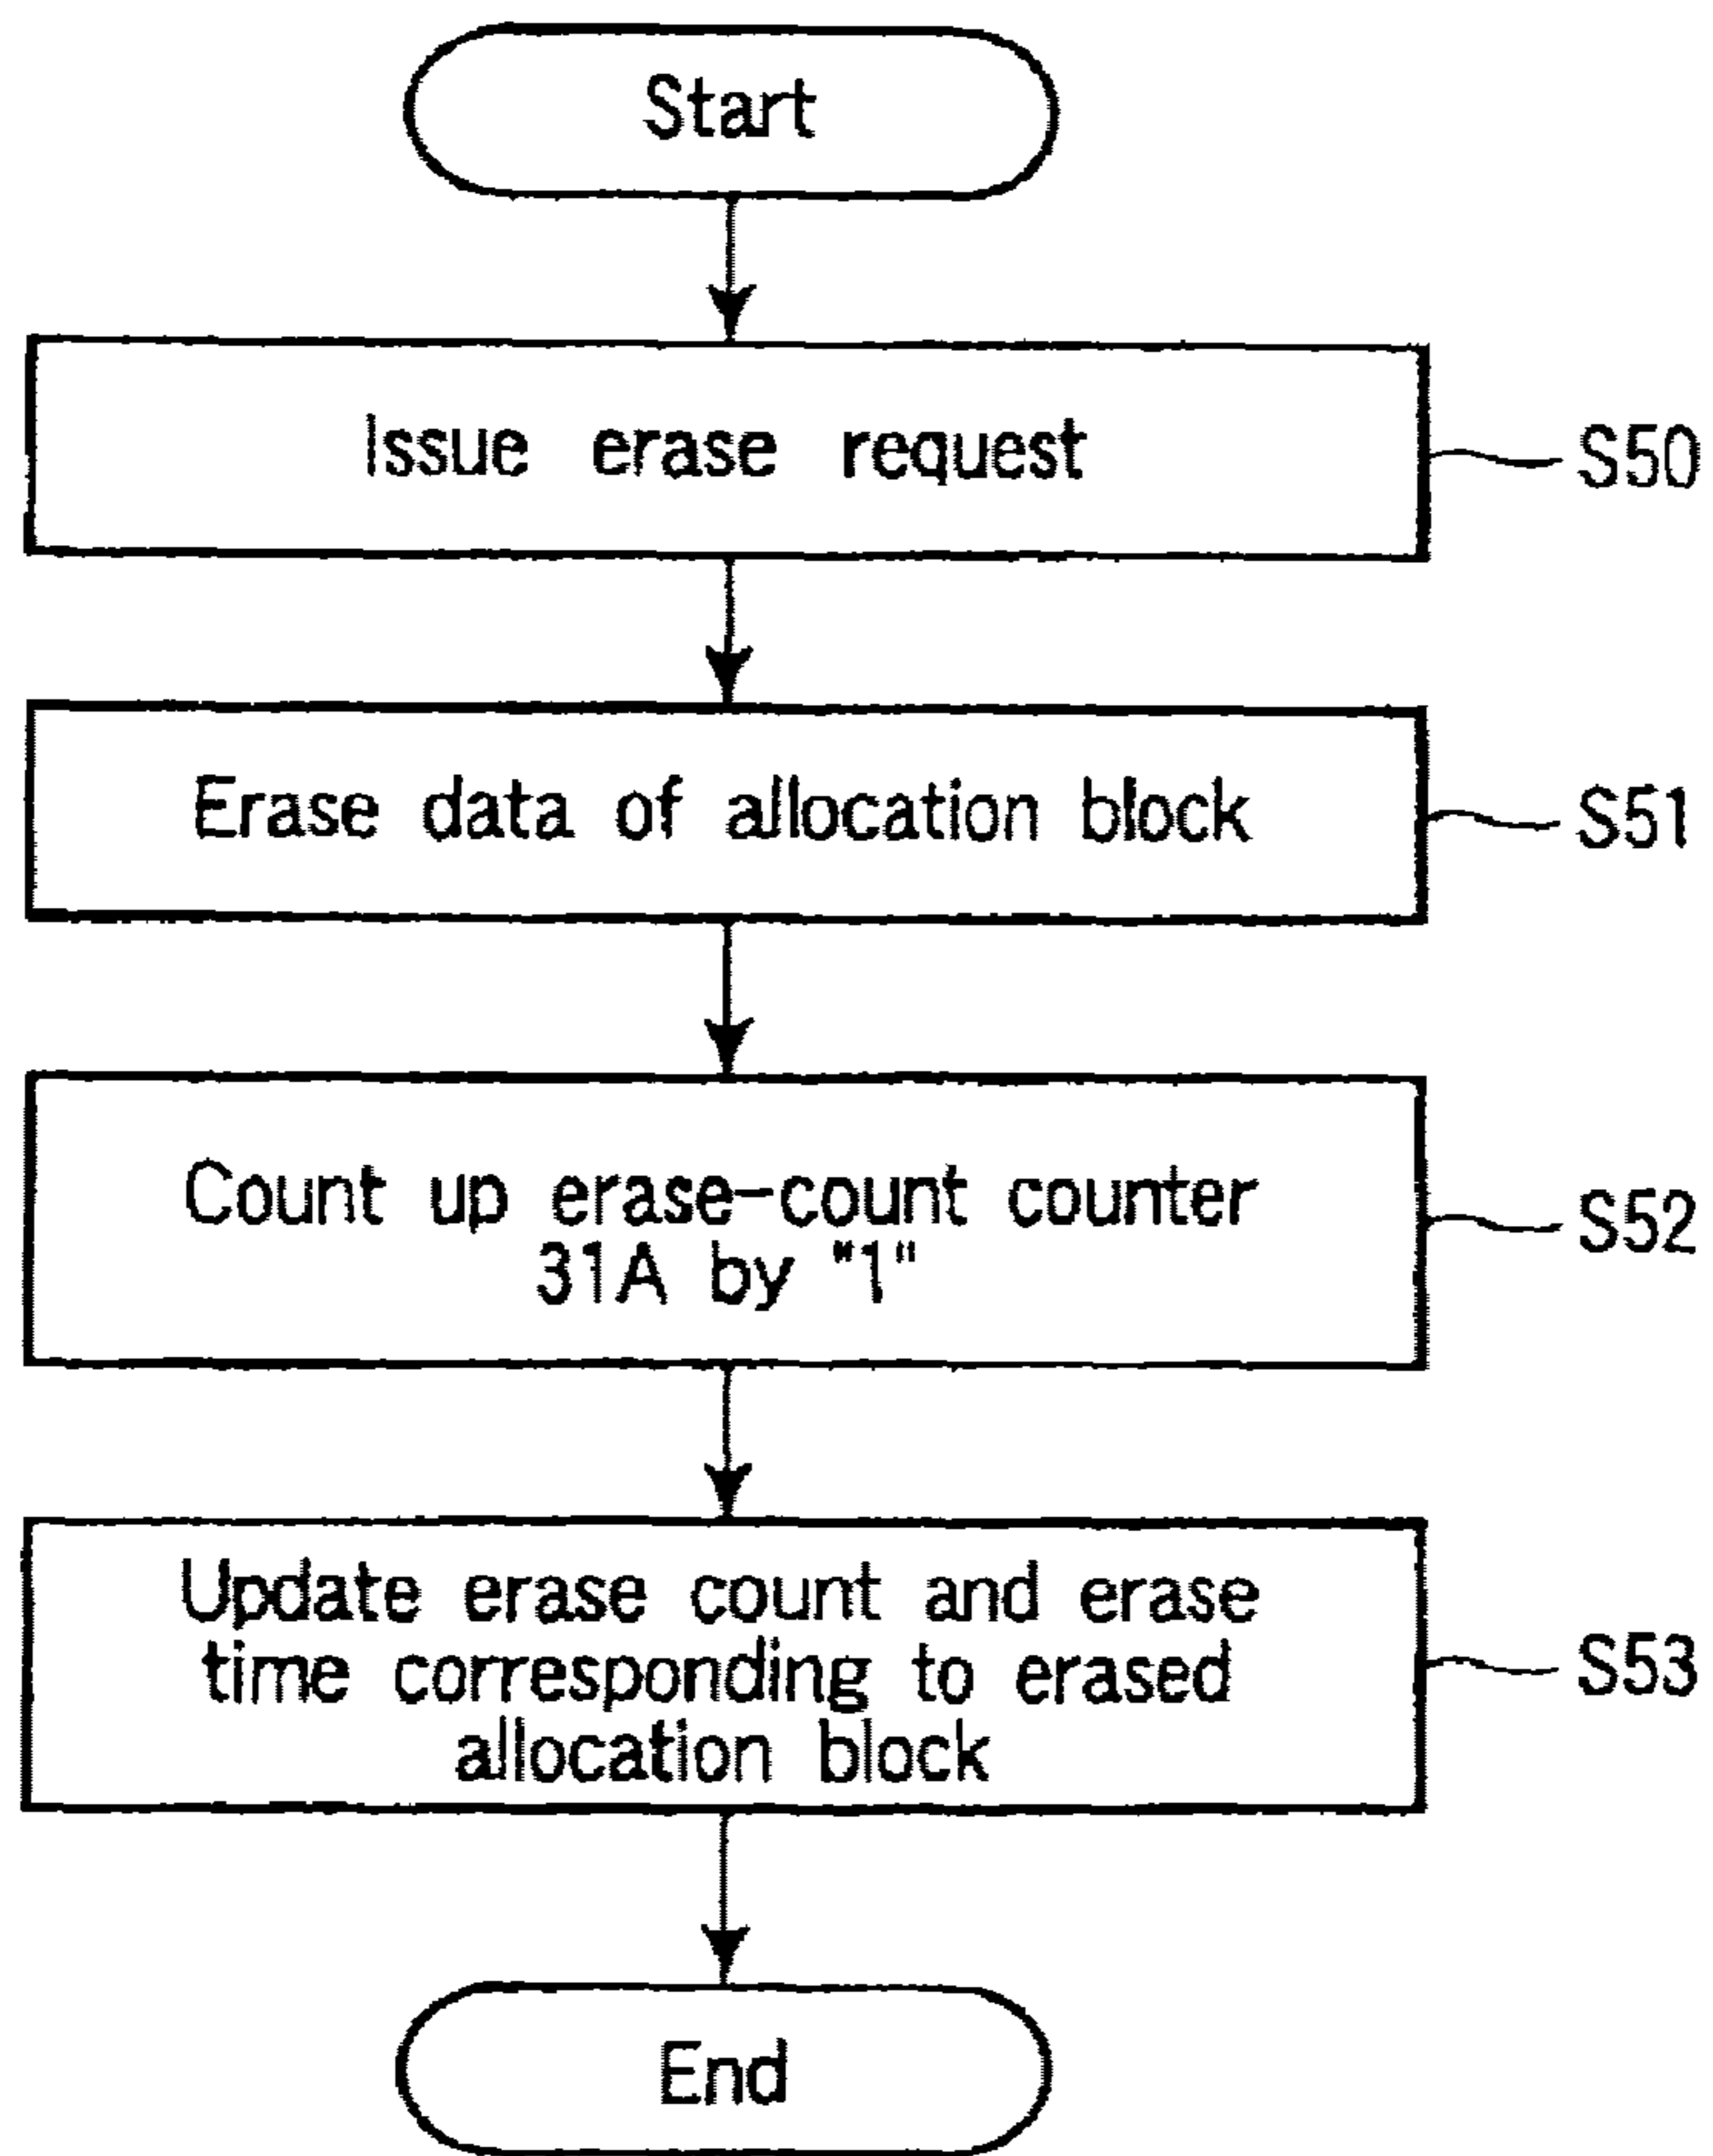 Start
Issue erase request
S50
Erase data of allocation block
S51
Count up erase-count counter
31A by "1"
S52
Update erase count and erase
time corresponding to erased
allocation block
S53
End